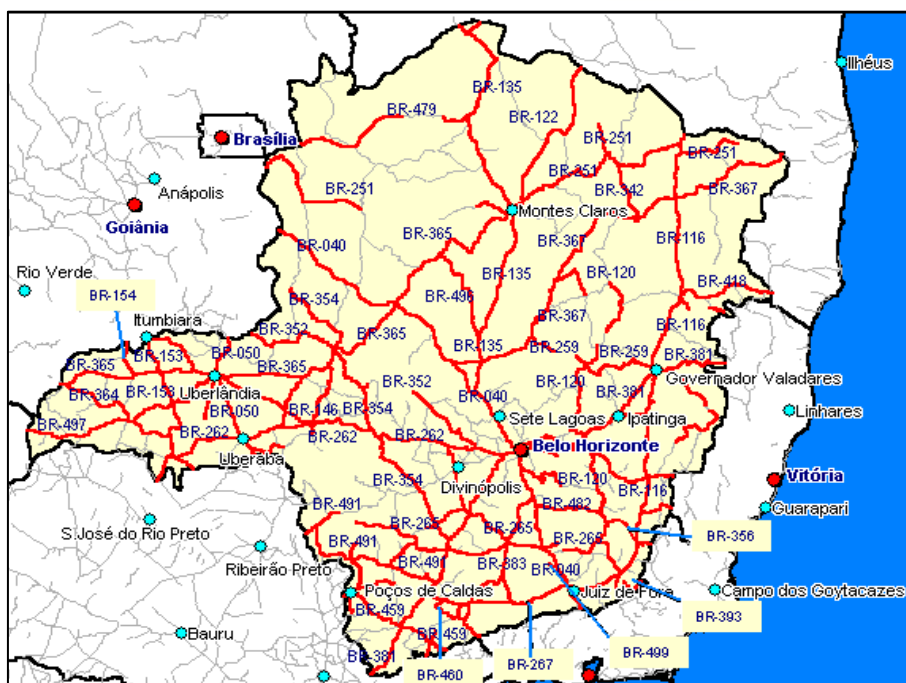 Ilhéus
BR-135
BR-479
BR-122
Brasília
BR-251
BR-251
BR-251
Anápolis
BR-251
BR-342
BR-367
Goiânia
Montes Claros
BR-365
BR-367
BR-116
BR-040
Rio Verde
BR-135
BR-120
BR-154
BR-418
BR-354
BR-496
Itumbiara
BR-352
BR-365
BR-367
BR-116
BR-153
BR-050
BR-135
BR-259
BR-259
BR-381
BR-365
BR-365
Governador Valadares
Uberlândia
BR-352
BR-120
BR-364
BR-153
BR-040
BR-381
BR-050
BR-146
BR-354
Sete Lagoas
Ipatinga
Linhares
BR-497
BR-262
BR-262
BR-262
Belo Horizonte
Uberaba
Divinópolis
BR-354
BR-120
BR-116
Vitória
BR-491
BR-482
Guarapari
S.José do Rio Preto
BR-265
BR-265
BR-356
BR-491
BR-265
Ribeirão Preto
BR-491
BR-383
BR-040
Poços de Caldas
Juiz de Fora
Campo dos Goytacazes
BR-459
BR-393
Bauru
BR-459
BR-381
BR-499
BR-460
BR-267